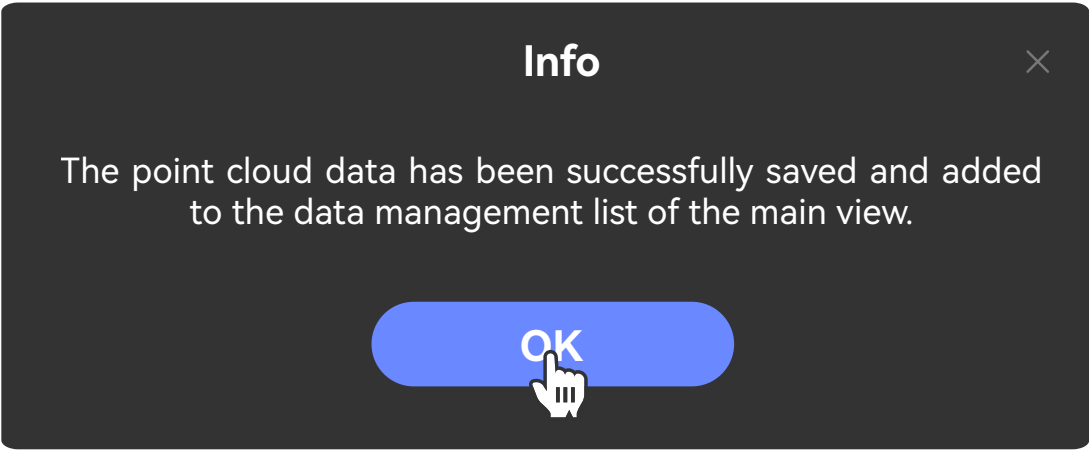 Info
The point cloud data has been successfully saved and added
to the data management list of the main view.
OK